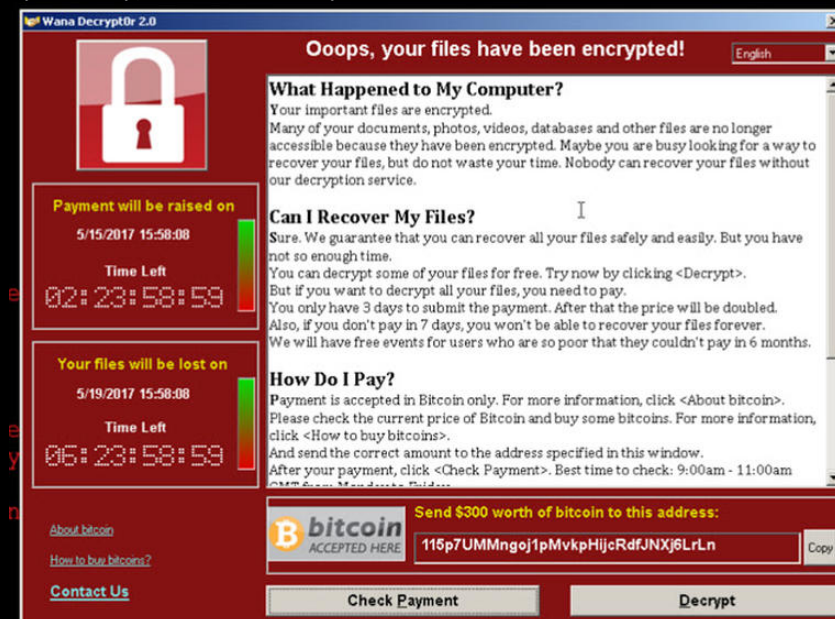 Wana Decrypt0r 2.0
Ooops, your files have been encrypted!
English
What Happened to My Computer?
Your important files are encrypted.
Many of your documents, photos, videos, databases and other files are no longer
accessible because they have been encrypted. Maybe you are busy looking for a way to
recover your files, but do not waste your time. Nobody can recover your files without
our decryption service.
Can I Recover My Files?
Sure. We guarantee that you can recover all your files safely and easily. But you have
not so enough time.
You can decrypt some of your files for free. Try now by clicking <Decrypt>.
But if you want to decrypt all your files, you need to pay.
You only have 3 days to submit the payment. After that the price will be doubled.
Also, if you don't pay in 7 days, you won't be able to recover your files forever.
We will have free events for users who are so poor that they couldn't pay in 6 months.
How Do I Pay?
Payment is accepted in Bitcoin only. For more information, click <About bitcoin>.
Please check the current price of Bitcoin and buy some bitcoins. For more information,
click <How to buy bitcoins>.
And send the correct amount to the address specified in this window.
After your payment, click <Check Payment>. Best time to check: 9:00am - 11:00am
GMT from Monday to Friday.
Payment will be raised on
5/15/2017 15:58:08
Time Left
02:23:58:59
Your files will be lost on
5/19/2017 15:58:08
Time Left
06:23:58:59
About bitcoin
How to buy bitcoins?
Contact Us
bitcoin
ACCEPTED HERE
Send $300 worth of bitcoin to this address:
115p7UMMngoj1pMvkpHijcRdfJNXj6LrLn
Copy
Check Payment
Decrypt